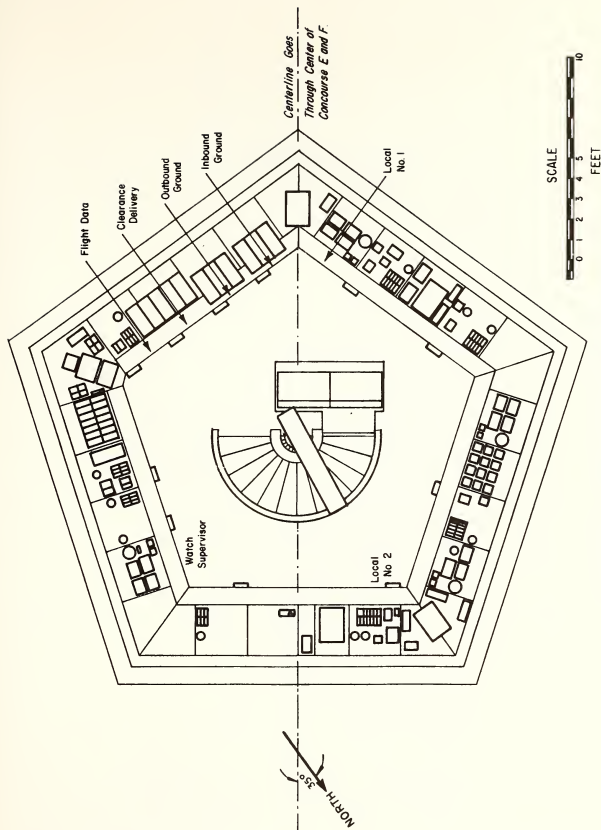 Flight Data
Clearance
Delivery
Outbound
Ground
Inbound
Ground
Centerline Goes
Through Center of
Concourse E and F.
Local
No. 1
Watch
Supervisor
Local
No 2
35°
NORTH
SCALE
0 1 2 3 4 5 10
FEET